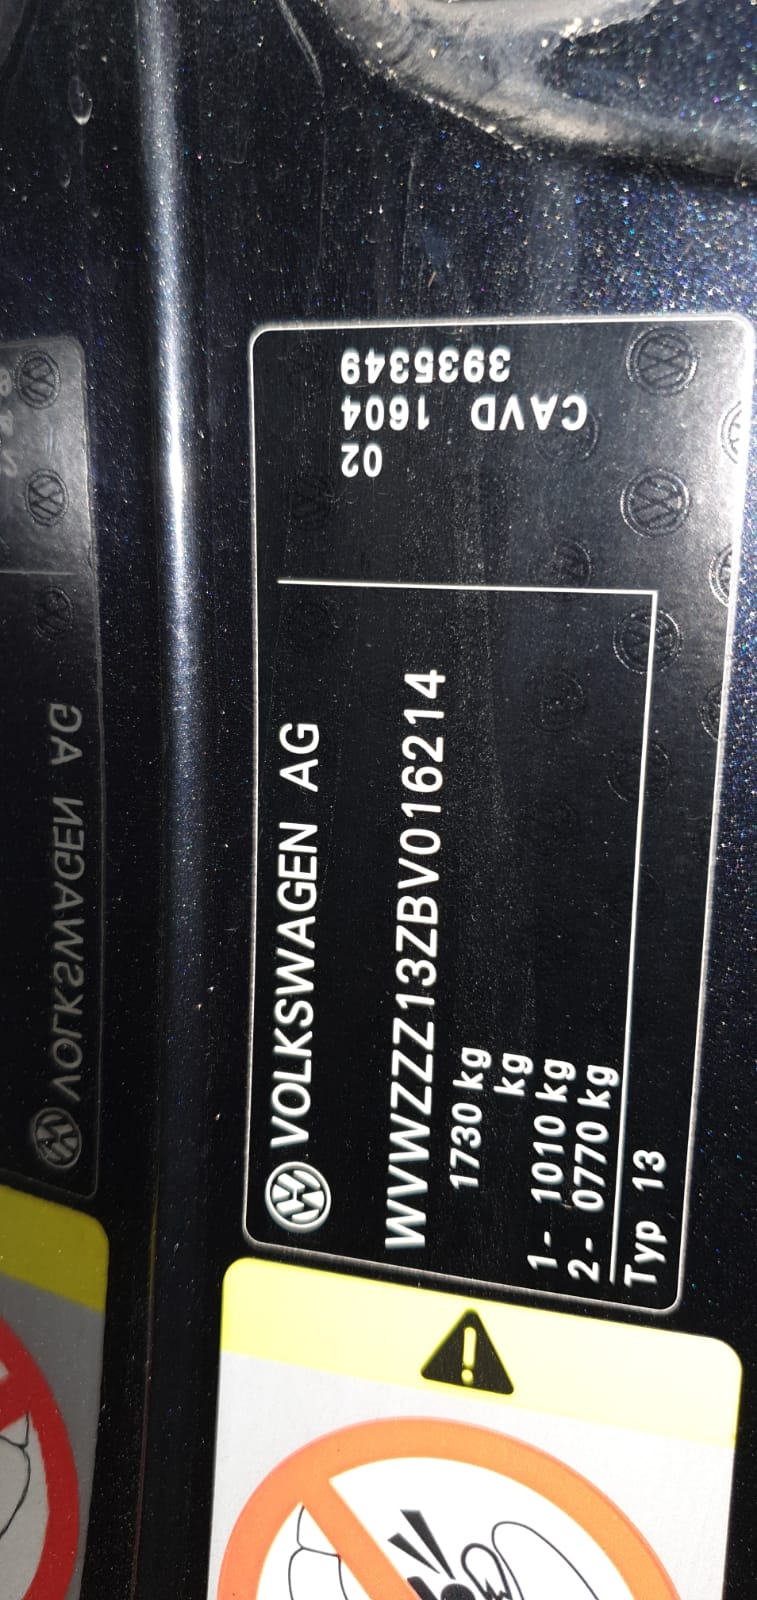 VOLKSWAGEN AG
WVWZZZ13ZBV016214
1730 kg
kg
1- 1010 kg
2- 0770 kg
Typ 13
3935349
CAVD 1604
02
VOLKSWAGEN AG